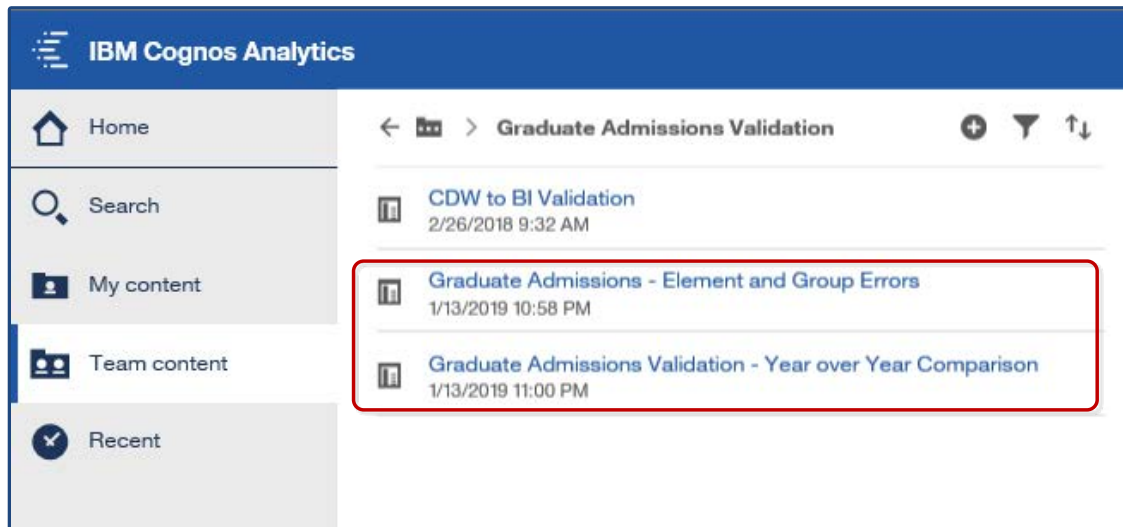 IBM Cognos Analytics
Home
Search
My content
Team content
Recent
> Graduate Admissions Validation
CDW to BI Validation
2/26/2018 9:32 AM
Graduate Admissions - Element and Group Errors
1/13/2019 10:58 PM
Graduate Admissions Validation - Year over Year Comparison
1/13/2019 11:00 PM